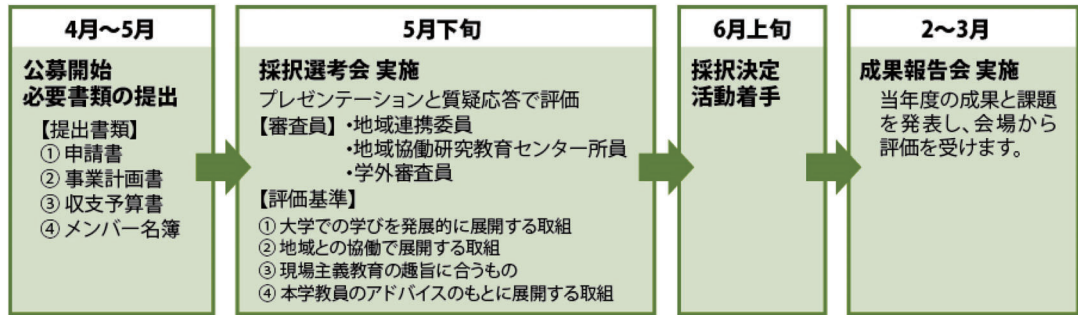 4月～5月
公募開始
必要書類の提出
【提出書類】
① 申請書
② 事業計画書
③ 収支予算書
④ メンバー名簿
5月下旬
採択選考会 実施
プレゼンテーションと質疑応答で評価
【審査員】・地域連携委員
・地域協働研究教育センター所員
・学外審査員
【評価基準】
① 大学での学びを発展的に展開する取組
② 地域との協働で展開する取組
③ 現場主義教育の趣旨に合うもの
④ 本学教員のアドバイスのもとに展開する取組
6月上旬
採択決定
活動着手
2～3月
成果報告会 実施
当年度の成果と課題
を発表し、会場から
評価を受けます。